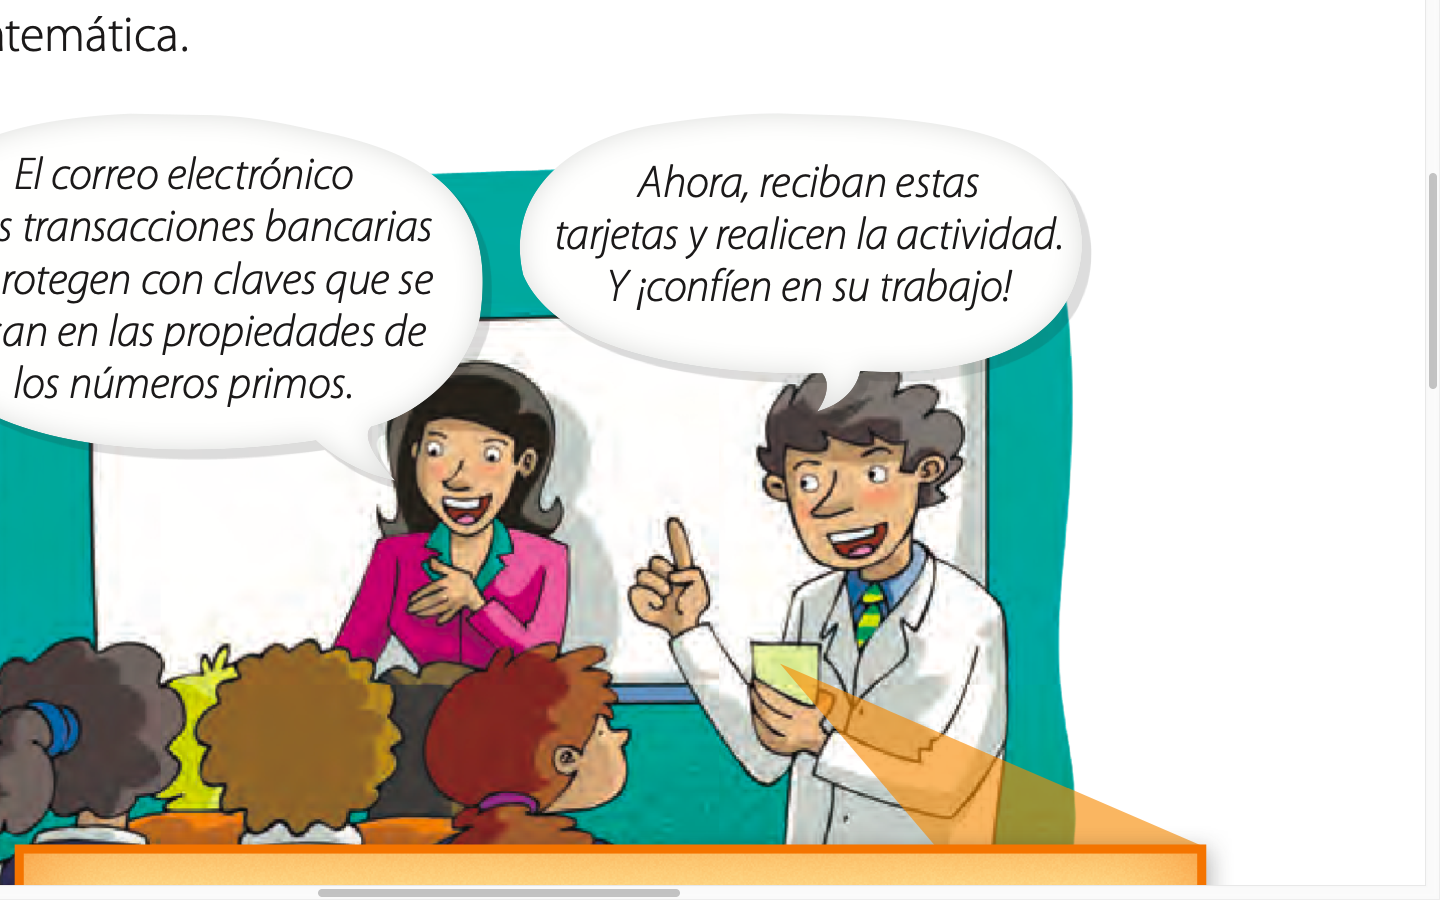 temática.
El correo electrónico
s transacciones bancarias
rotegen con claves que se
can en las propiedades de
los números primos.
Ahora, reciban estas
tarjetas y realicen la actividad.
Y ¡confíen en su trabajo!